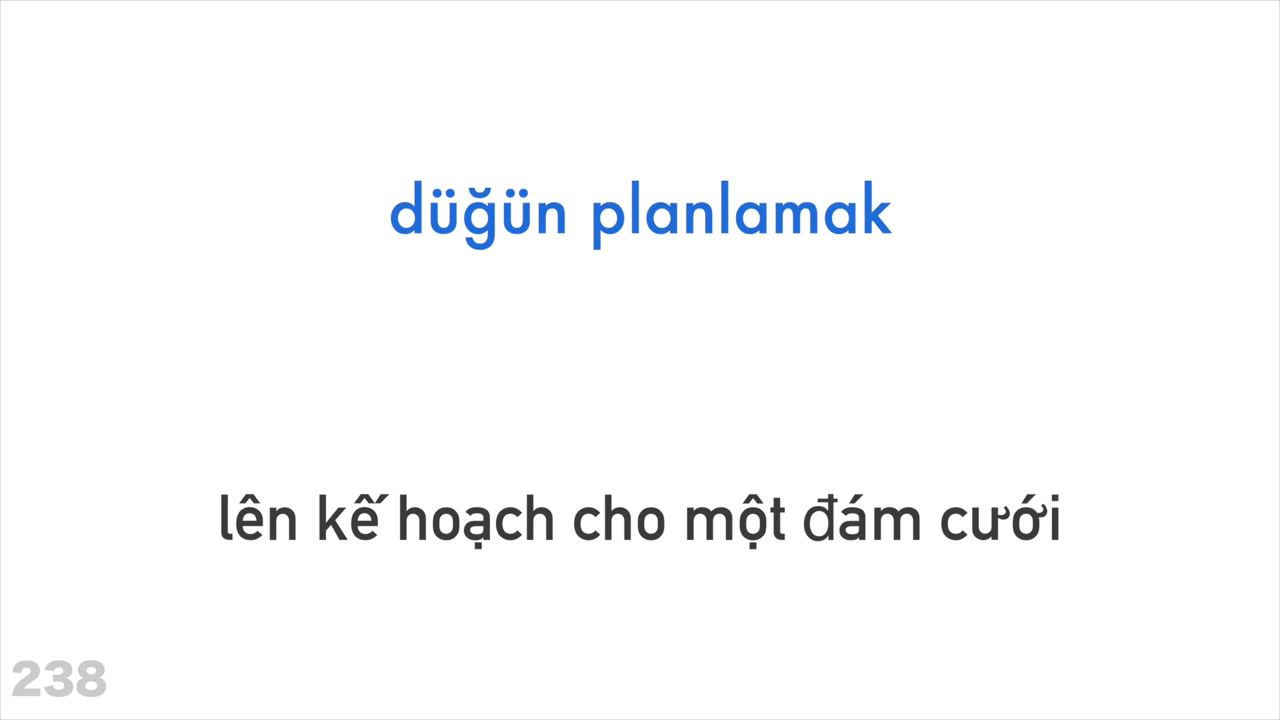 düğün planlamak
lên kế hoạch cho một đám cưới
238